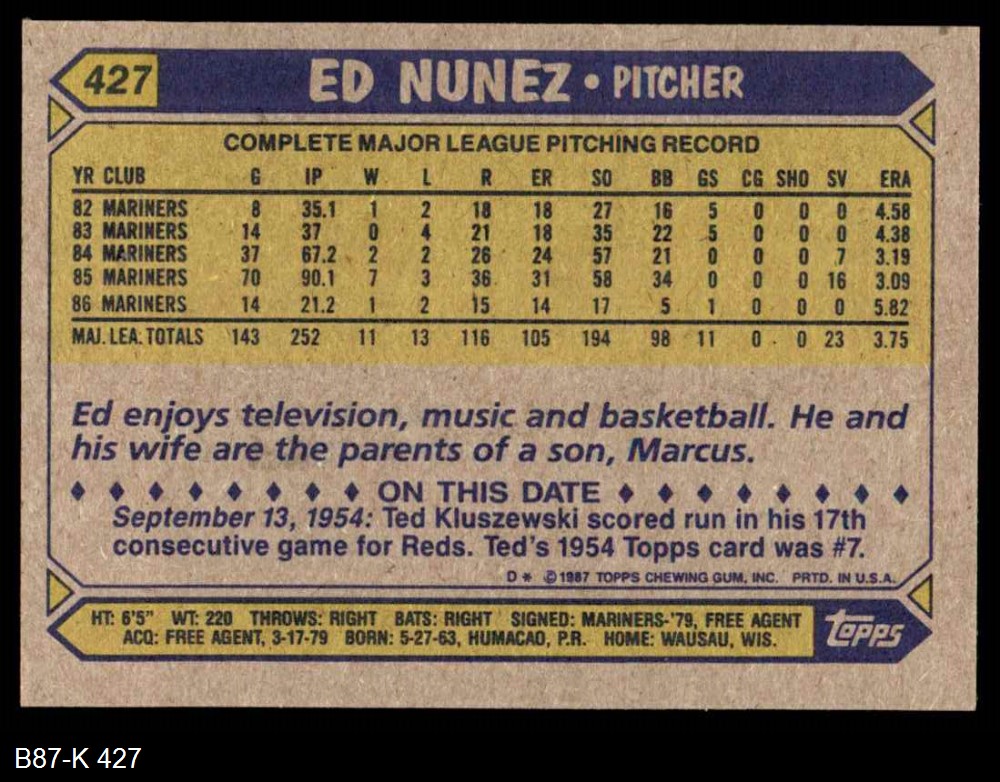 427
ED NUNEZ • PITCHER
COMPLETE MAJOR LEAGUE PITCHING RECORD
YR CLUB G IP W L R ER SO BB GS CG SHO SV ERA
82 MARINERS 8 35.1 1 2 18 18 27 16 5 0 0 0 4.58
83 MARINERS 14 37 0 4 21 18 35 22 5 0 0 0 4.38
84 MARINERS 37 67.2 2 2 26 24 57 21 0 0 0 7 3.19
85 MARINERS 70 90.1 7 3 36 31 58 34 0 0 0 16 3.09
86 MARINERS 14 21.2 1 2 15 14 17 5 1 0 0 0 5.82
MAJ. LEA. TOTALS 143 252 11 13 116 105 194 98 11 0 0 23 3.75
Ed enjoys television, music and basketball. He and
his wife are the parents of a son, Marcus.
♦ ♦ ♦ ♦ ♦ ♦ ♦ ♦ ON THIS DATE ♦ ♦ ♦ ♦ ♦ ♦ ♦ ♦
September 13, 1954: Ted Kluszewski scored run in his 17th
consecutive game for Reds. Ted's 1954 Topps card was #7.
D* © 1987 TOPPS CHEWING GUM, INC. PRTD. IN U.S.A.
HT: 6'5" WT: 220 THROWS: RIGHT BATS: RIGHT SIGNED: MARINERS-'79, FREE AGENT
ACQ: FREE AGENT, 3-17-79 BORN: 5-27-63, HUMACAO, P.R. HOME: WAUSAU, WIS.
topps
B87-K 427